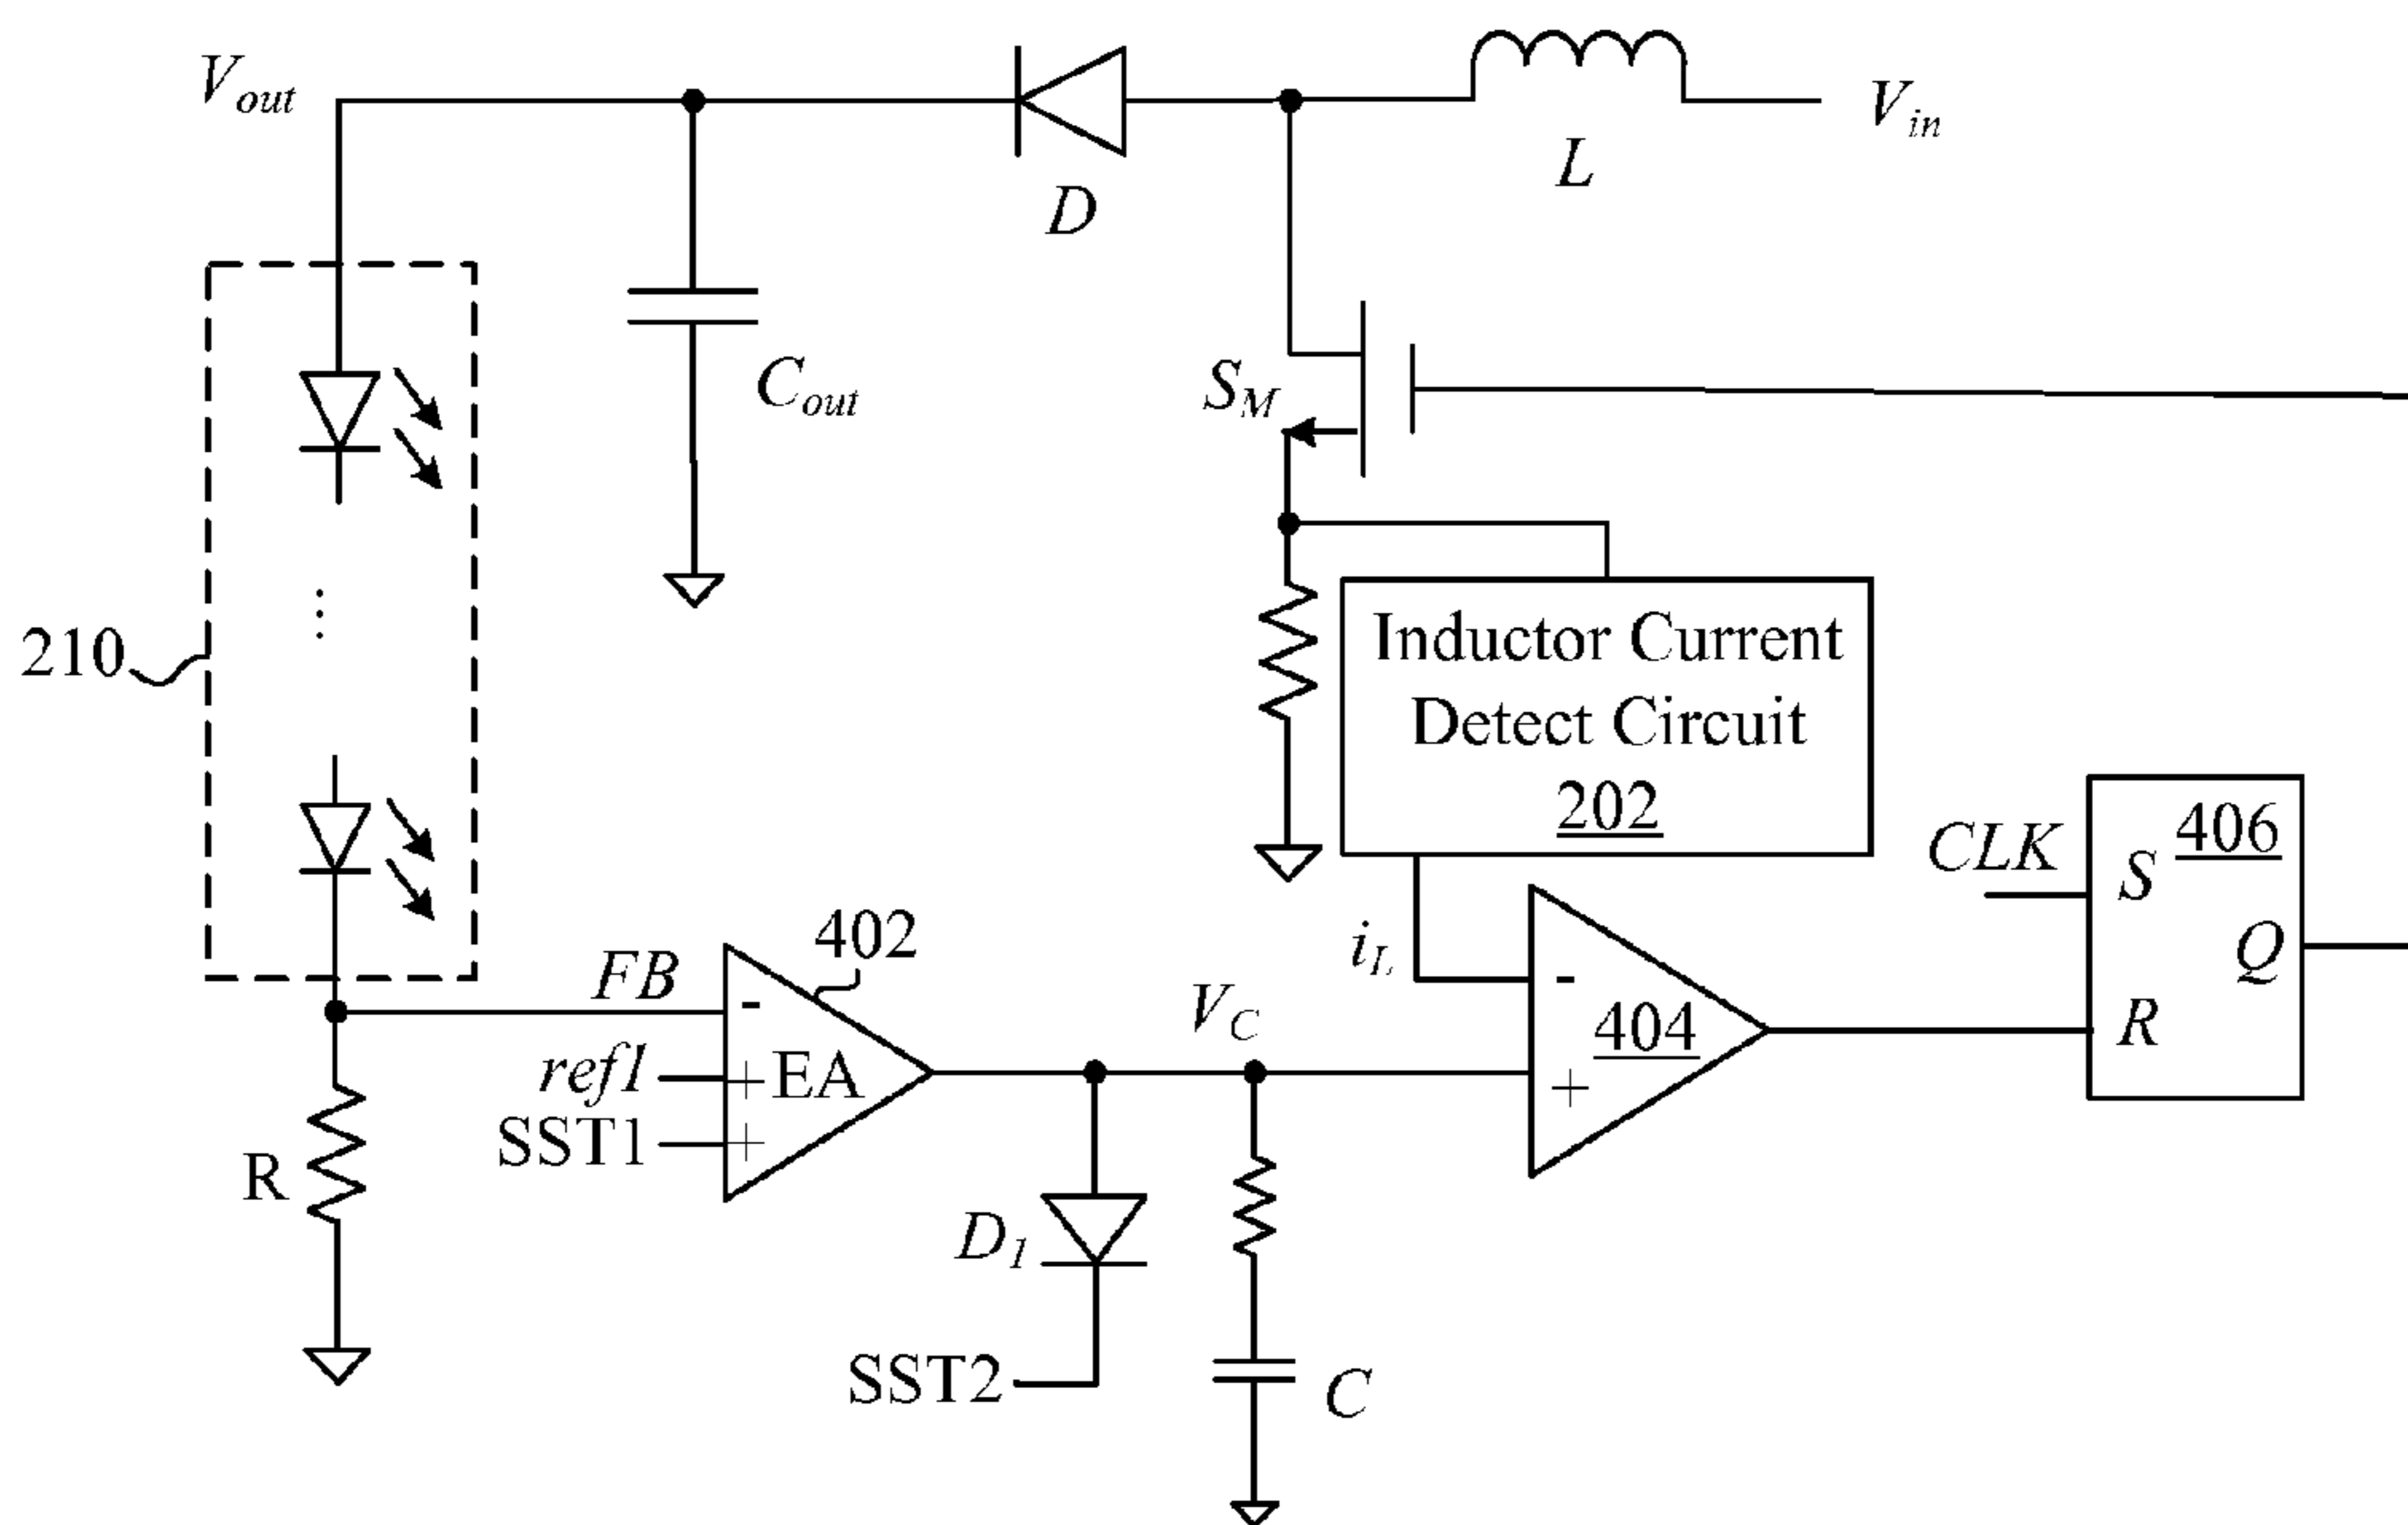 Vout
D
L
Vin
Cout
SM
210
Inductor Current
Detect Circuit
202
CLK
406
S
Q
R
402
FB
-
ref1
+
EA
SST1
+
VC
iL
-
404
+
R
D1
SST2
C